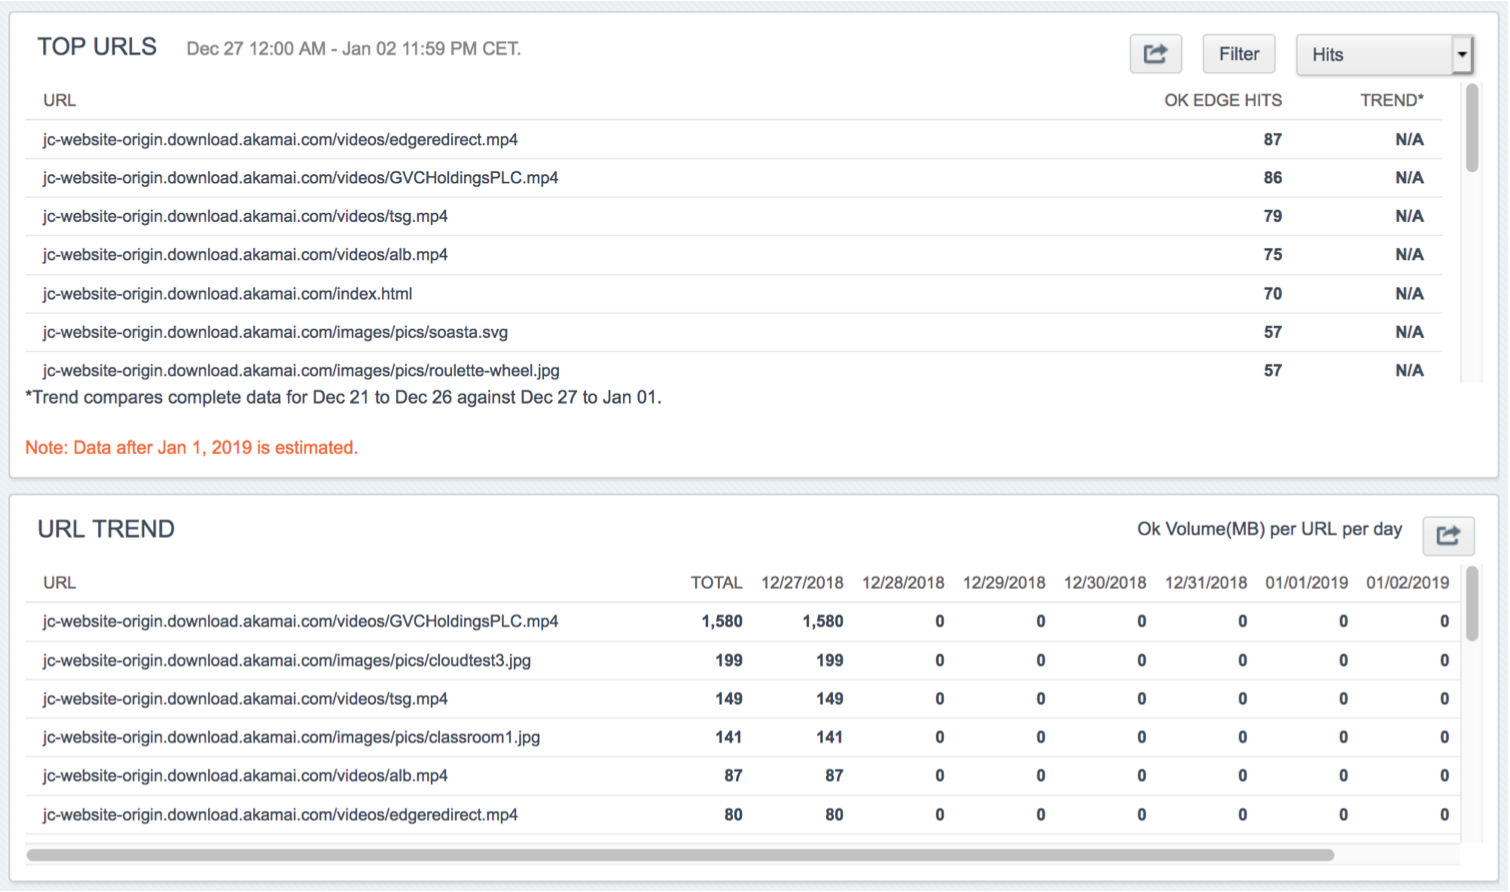 TOP URLS Dec 27 12:00 AM - Jan 02 11:59 PM CET. Filter Hits
URL OK EDGE HITS TREND*
jc-website-origin.download.akamai.com/videos/edgeredirect.mp4 87 N/A
jc-website-origin.download.akamai.com/videos/GVCHoldingsPLC.mp4 86 N/A
jc-website-origin.download.akamai.com/videos/tsg.mp4 79 N/A
jc-website-origin.download.akamai.com/videos/alb.mp4 75 N/A
jc-website-origin.download.akamai.com/index.html 70 N/A
jc-website-origin.download.akamai.com/images/pics/soasta.svg 57 N/A
jc-website-origin.download.akamai.com/images/pics/roulette-wheel.jpg 57 N/A
*Trend compares complete data for Dec 21 to Dec 26 against Dec 27 to Jan 01.
Note: Data after Jan 1, 2019 is estimated.
URL TREND Ok Volume(MB) per URL per day
URL TOTAL 12/27/2018 12/28/2018 12/29/2018 12/30/2018 12/31/2018 01/01/2019 01/02/2019
jc-website-origin.download.akamai.com/videos/GVCHoldingsPLC.mp4 1,580 1,580 0 0 0 0 0 0
jc-website-origin.download.akamai.com/images/pics/cloudtest3.jpg 199 199 0 0 0 0 0 0
jc-website-origin.download.akamai.com/videos/tsg.mp4 149 149 0 0 0 0 0 0
jc-website-origin.download.akamai.com/images/pics/classroom1.jpg 141 141 0 0 0 0 0 0
jc-website-origin.download.akamai.com/videos/alb.mp4 87 87 0 0 0 0 0 0
jc-website-origin.download.akamai.com/videos/edgeredirect.mp4 80 80 0 0 0 0 0 0